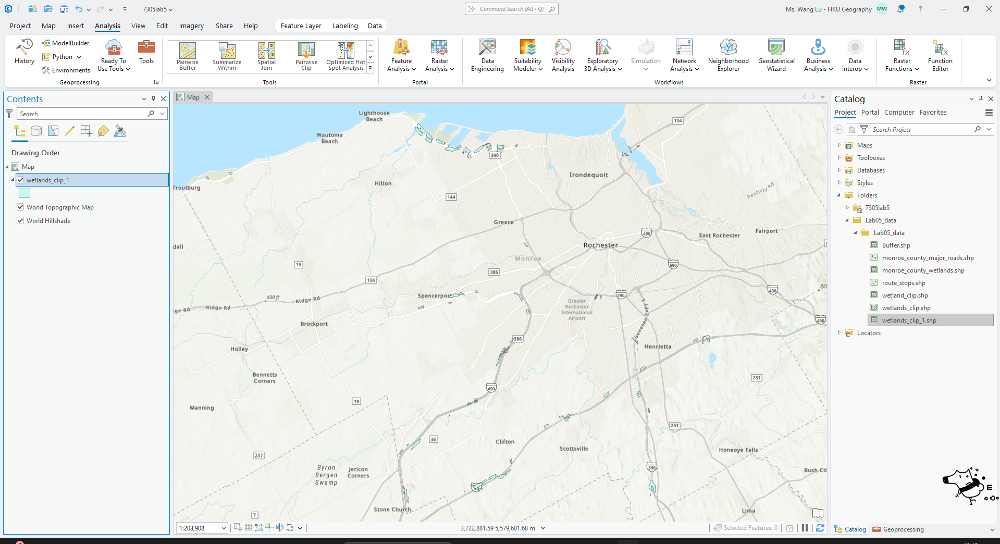 7305lab5
Command Search (Alt+Q)
Ms. Wang Lu - HKU Geography
MW
?
Project
Map
Insert
Analysis
View
Edit
Imagery
Share
Help
Feature Layer
Labeling
Data
History
ModelBuilder
Python
Environments
Ready To
Use Tools
Tools
Geoprocessing
Pairwise
Buffer
Summarize
Within
Spatial
Join
Pairwise
Clip
Optimized Hot
Spot Analysis
Tools
Feature
Analysis
Raster
Analysis
Portal
Data
Engineering
Suitability
Modeler
Visibility
Analysis
Exploratory
3D Analysis
Simulation
Network
Analysis
Neighborhood
Explorer
Geostatistical
Wizard
Business
Analysis
Data
Interop
Workflows
Raster
Functions
Function
Editor
Raster
Contents
Search
Drawing Order
Map
wetlands_clip_1
World Topographic Map
World Hillshade
Map
Lighthouse
Beach
104
Wautoma
Beach
390
Irondequoit
Troutburg
Hilton
144
Penfield Rd
Greece
490
East Rochester
Fairport
dall
Rochester
Monroe
19
386
590
104
490
926
430 ft
Ridge Rd
Spencerport
390
ge Rd
Ridge Rd
Greater
Rochester
International
Airport
S Genesee Expy
490
Brockport
386
Holley
Henrietta
Bennetts
Corners
251
490
19
Manning
251
36
Clifton
Scottsville
Honeoye Falls
237
Byron
Bergen
Swamp
Jericon
Corners
390
Bush Co
90
Stone Church
Lima
7
1:203,908
3,722,881.59 5,579,601.68 m
Selected Features: 0
Catalog
Project
Portal
Computer
Favorites
Search Project
Maps
Toolboxes
Databases
Styles
Folders
7305lab5
Lab05_data
Lab05_data
Buffer.shp
monroe_county_major_roads.shp
monroe_county_wetlands.shp
route_stops.shp
wetland_clip.shp
wetlands_clip.shp
wetlands_clip_1.shp
Locators
Catalog
Geoprocessing